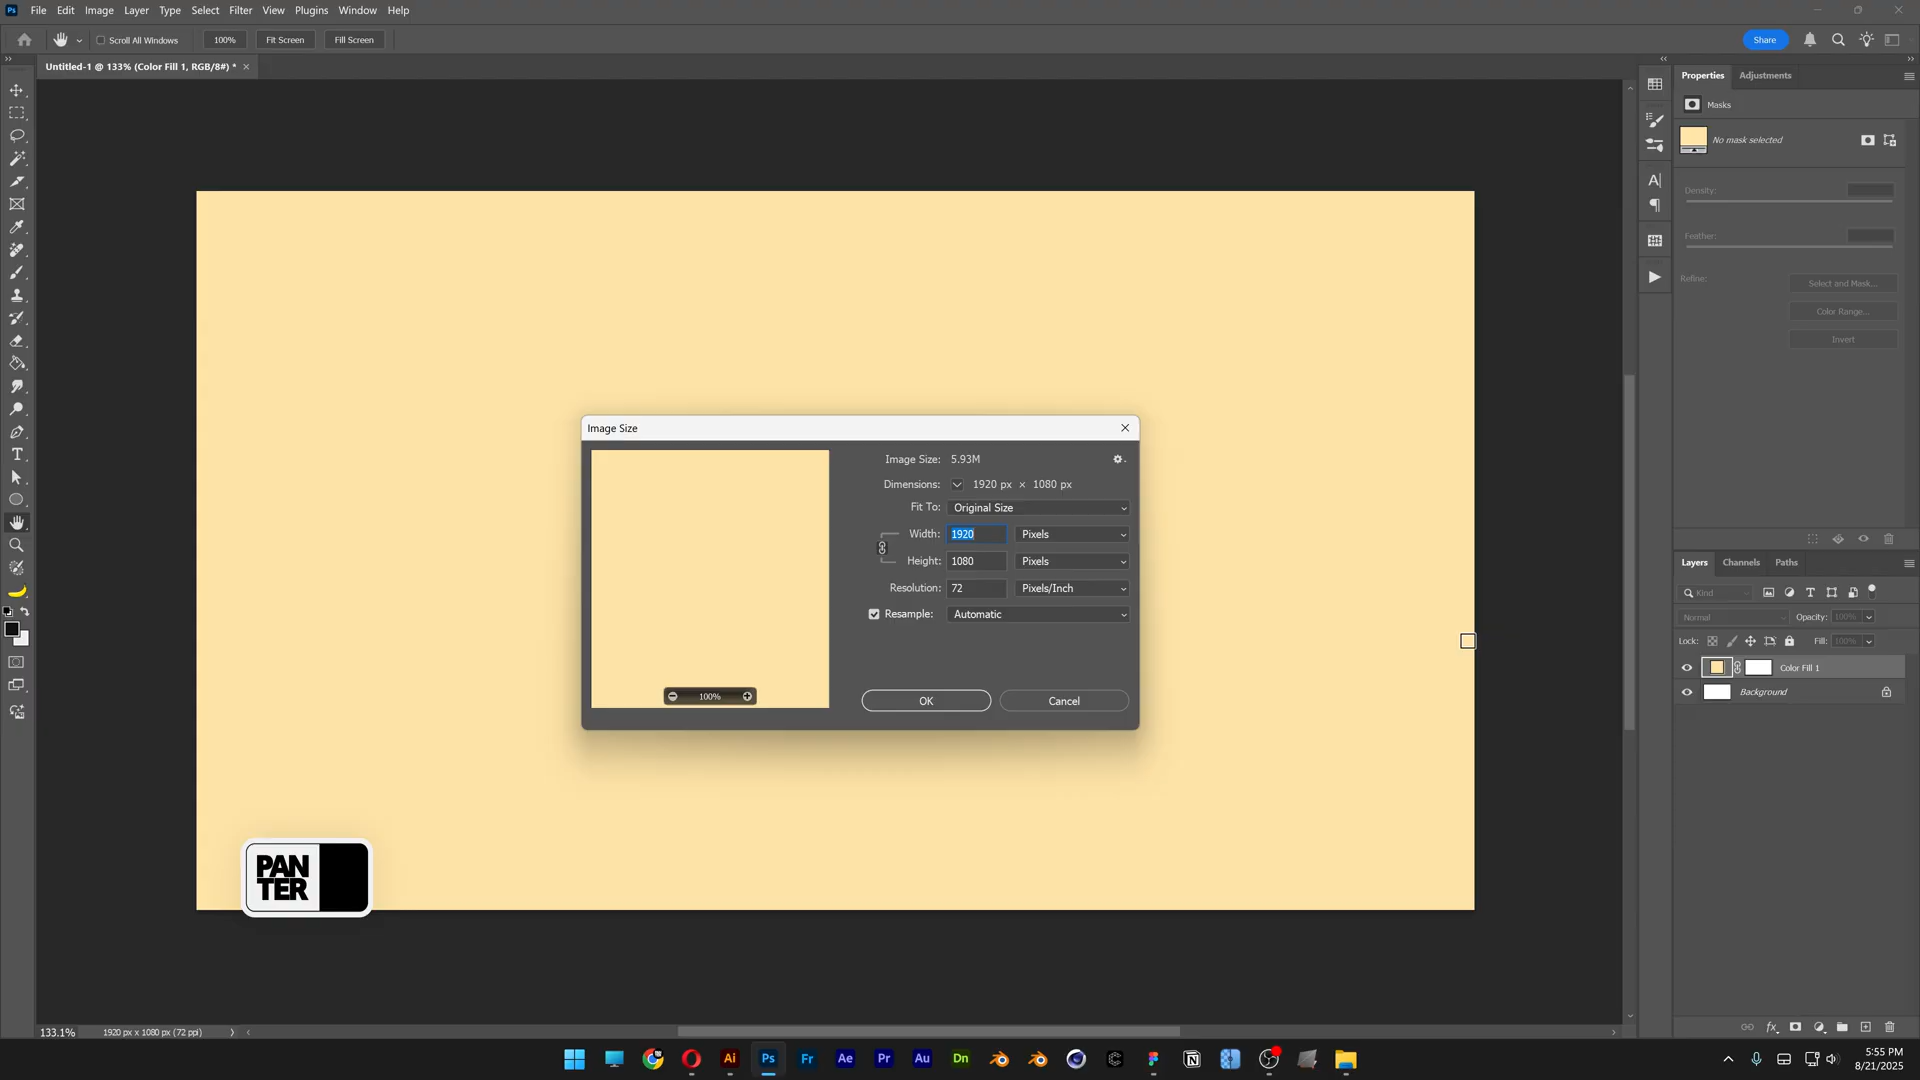 Ps File Edit Image Layer Type Select Filter View Plugins Window Help
Scroll All Windows 100% Fit Screen Fill Screen Share
Untitled-1 @ 133% (Color Fill 1, RGB/8#) * ×
Properties Adjustments
Masks
No mask selected
Density:
Feather:
Refine: Select and Mask...
Color Range...
Invert
Image Size
Image Size: 5.93M
Dimensions: 1920 px × 1080 px
Fit To: Original Size
Width: 1920 Pixels
Height: 1080 Pixels
Resolution: 72 Pixels/Inch
Resample: Automatic
100%
OK Cancel
Layers Channels Paths
Kind
Normal Opacity: 100%
Lock: Fill: 100%
Color Fill 1
Background
PAN
TER
133.1% 1920 px x 1080 px (72 ppi)
Ai Ps Fr Ae Pr Au Dn
5:55 PM
8/21/2025